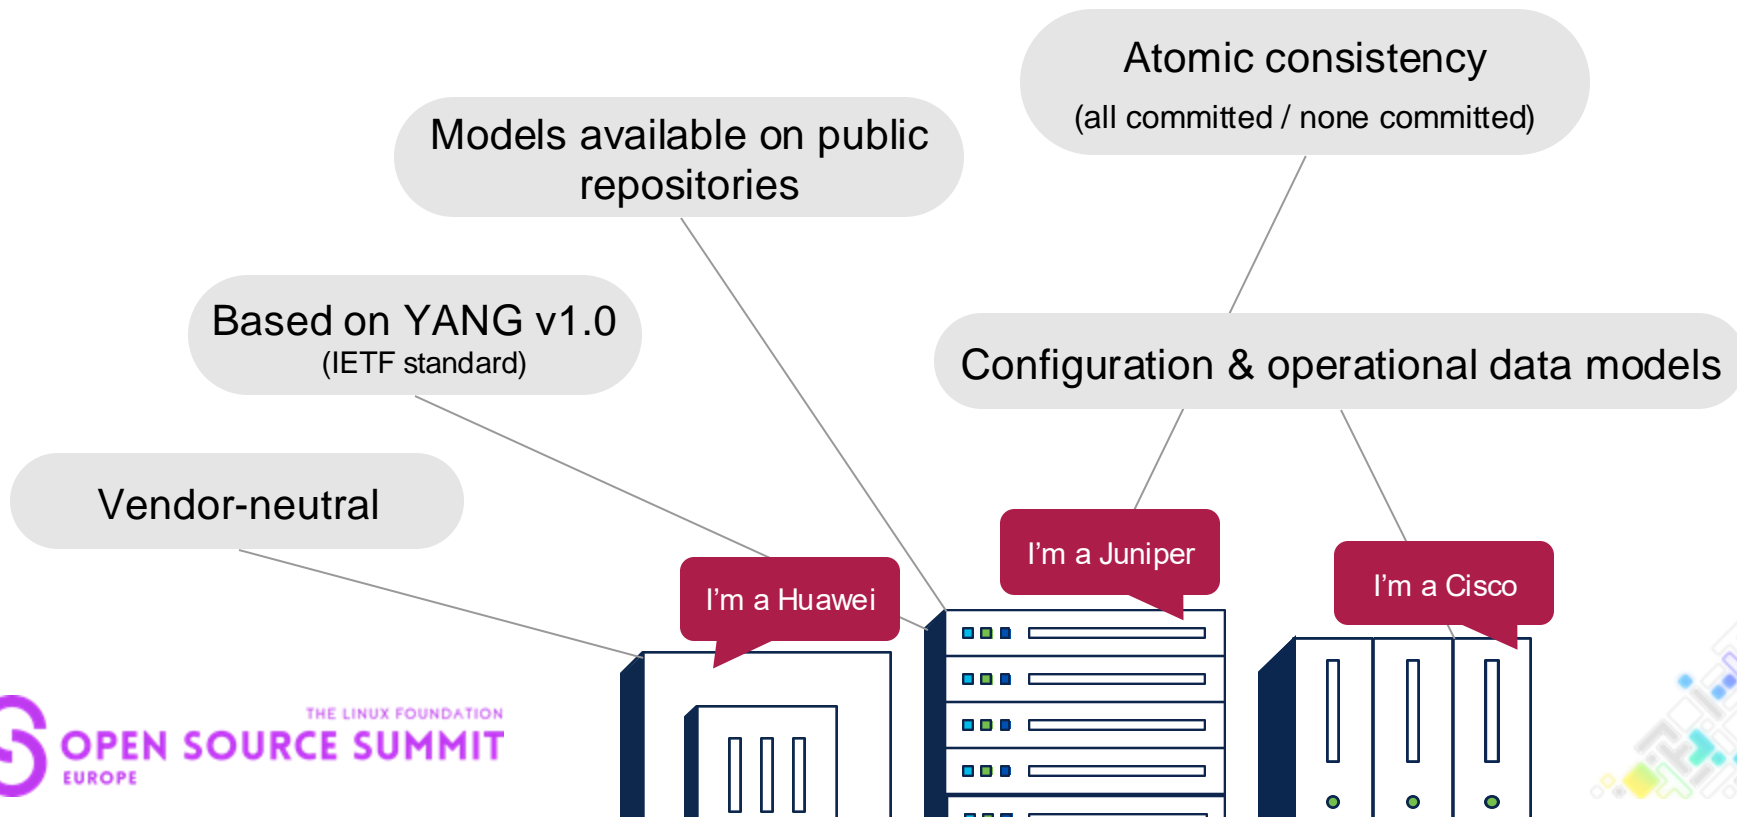 Atomic consistency
(all committed / none committed)
Models available on public
repositories
Based on YANG v1.0
(IETF standard)
Configuration & operational data models
Vendor-neutral
I'm a Huawei
I'm a Juniper
I'm a Cisco
THE LINUX FOUNDATION
OPEN SOURCE SUMMIT
EUROPE